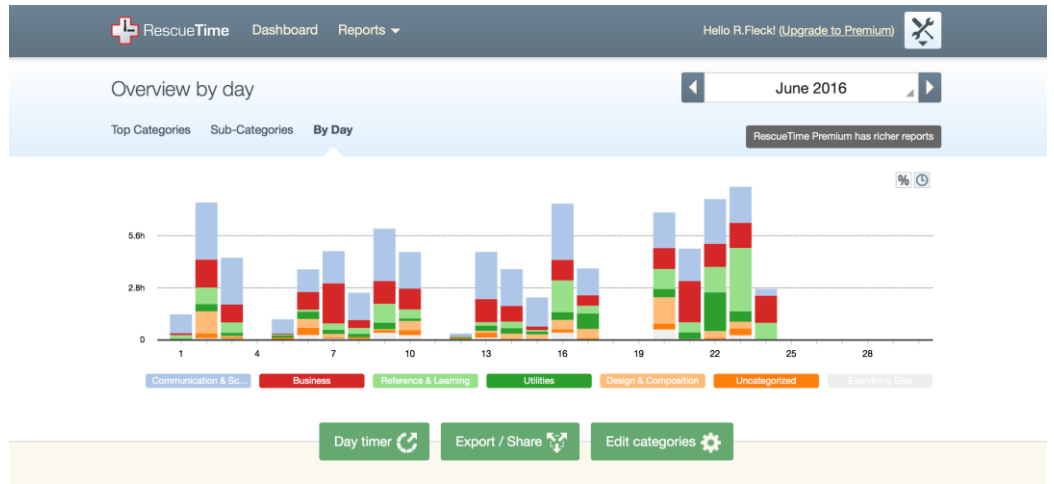 RescueTime Dashboard Reports Hello R.Fleck! (Upgrade to Premium)
Overview by day
June 2016
Top Categories Sub-Categories By Day
RescueTime Premium has richer reports
%
5.6h
2.8h
0
1 4 7 10 13 16 19 22 25 28
Communication & Sc... Business Reference & Learning Utilities Design & Composition Uncategorized Everything Else
Day timer Export / Share Edit categories